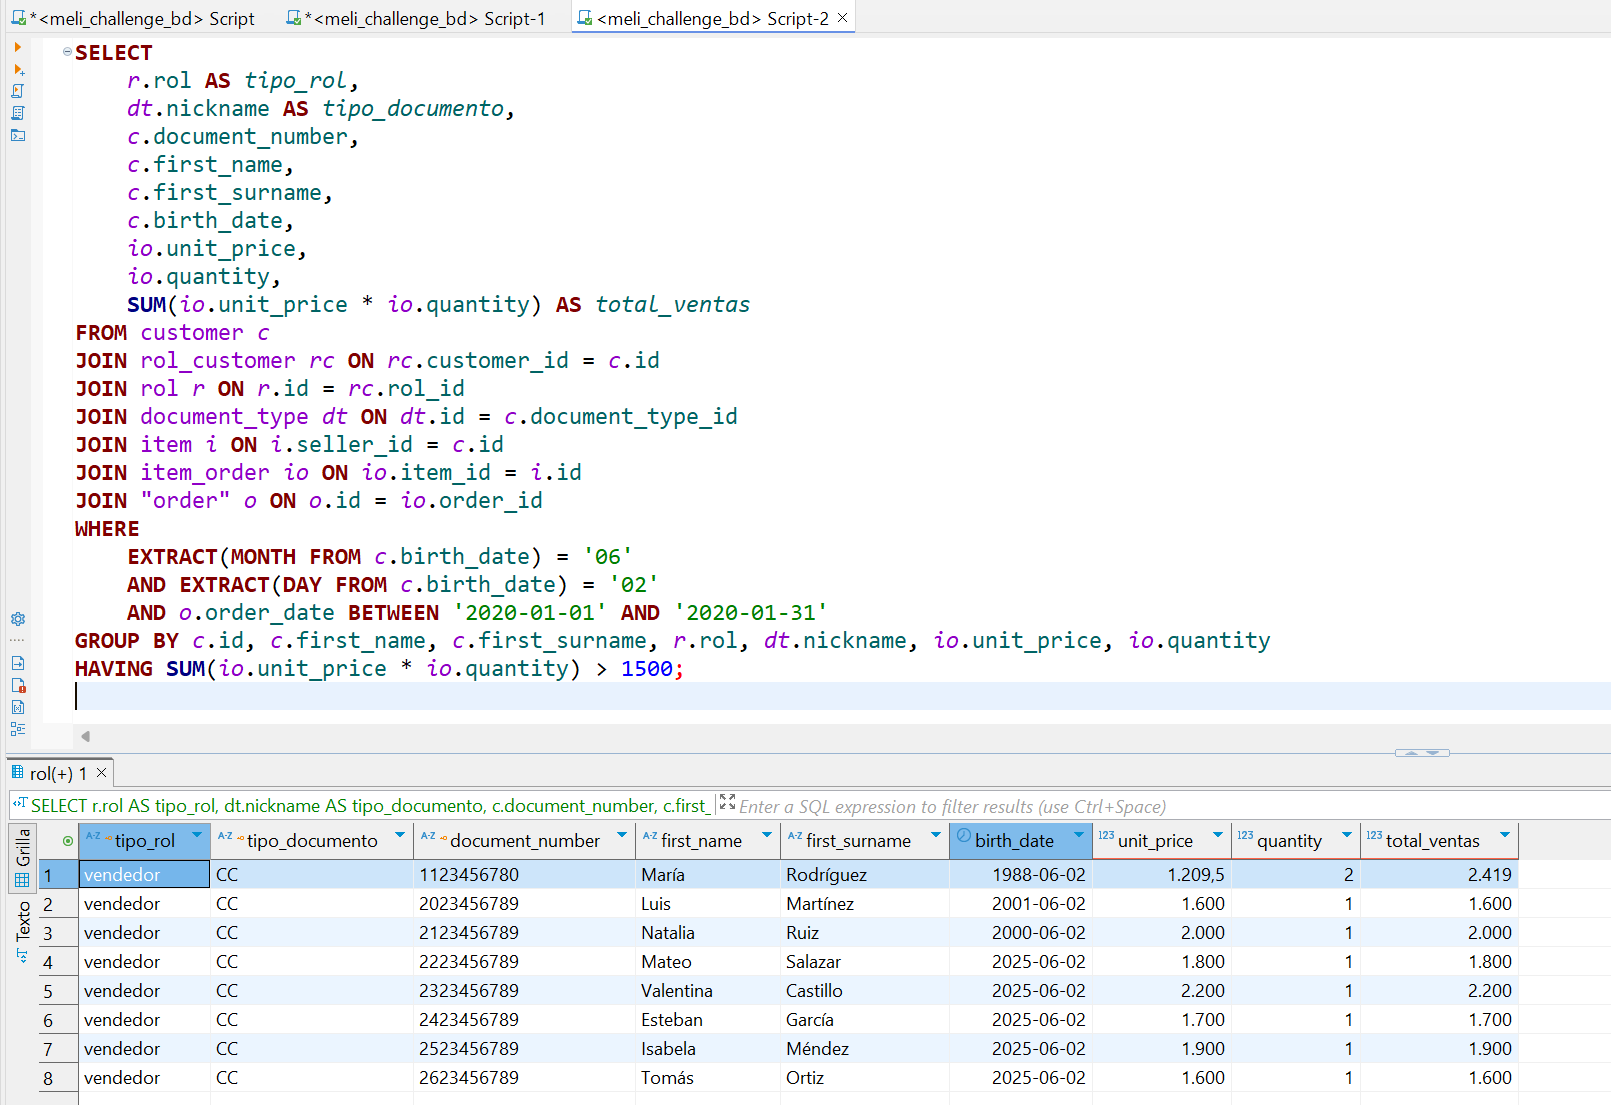 *<meli_challenge_bd> Script *<meli_challenge_bd> Script-1 <meli_challenge_bd> Script-2
SELECT
r.rol AS tipo_rol,
dt.nickname AS tipo_documento,
c.document_number,
c.first_name,
c.first_surname,
c.birth_date,
io.unit_price,
io.quantity,
SUM(io.unit_price * io.quantity) AS total_ventas
FROM customer c
JOIN rol_customer rc ON rc.customer_id = c.id
JOIN rol r ON r.id = rc.rol_id
JOIN document_type dt ON dt.id = c.document_type_id
JOIN item i ON i.seller_id = c.id
JOIN item_order io ON io.item_id = i.id
JOIN "order" o ON o.id = io.order_id
WHERE
EXTRACT(MONTH FROM c.birth_date) = '06'
AND EXTRACT(DAY FROM c.birth_date) = '02'
AND o.order_date BETWEEN '2020-01-01' AND '2020-01-31'
GROUP BY c.id, c.first_name, c.first_surname, r.rol, dt.nickname, io.unit_price, io.quantity
HAVING SUM(io.unit_price * io.quantity) > 1500;
rol(+) 1
SELECT r.rol AS tipo_rol, dt.nickname AS tipo_documento, c.document_number, c.first_ Enter a SQL expression to filter results (use Ctrl+Space)
Grilla
Texto
A-Z tipo_rol A-Z tipo_documento A-Z document_number A-Z first_name A-Z first_surname birth_date 123 unit_price 123 quantity 123 total_ventas
1 vendedor CC 1123456780 María Rodríguez 1988-06-02 1.209,5 2 2.419
2 vendedor CC 2023456789 Luis Martínez 2001-06-02 1.600 1 1.600
3 vendedor CC 2123456789 Natalia Ruiz 2000-06-02 2.000 1 2.000
4 vendedor CC 2223456789 Mateo Salazar 2025-06-02 1.800 1 1.800
5 vendedor CC 2323456789 Valentina Castillo 2025-06-02 2.200 1 2.200
6 vendedor CC 2423456789 Esteban García 2025-06-02 1.700 1 1.700
7 vendedor CC 2523456789 Isabela Méndez 2025-06-02 1.900 1 1.900
8 vendedor CC 2623456789 Tomás Ortiz 2025-06-02 1.600 1 1.600